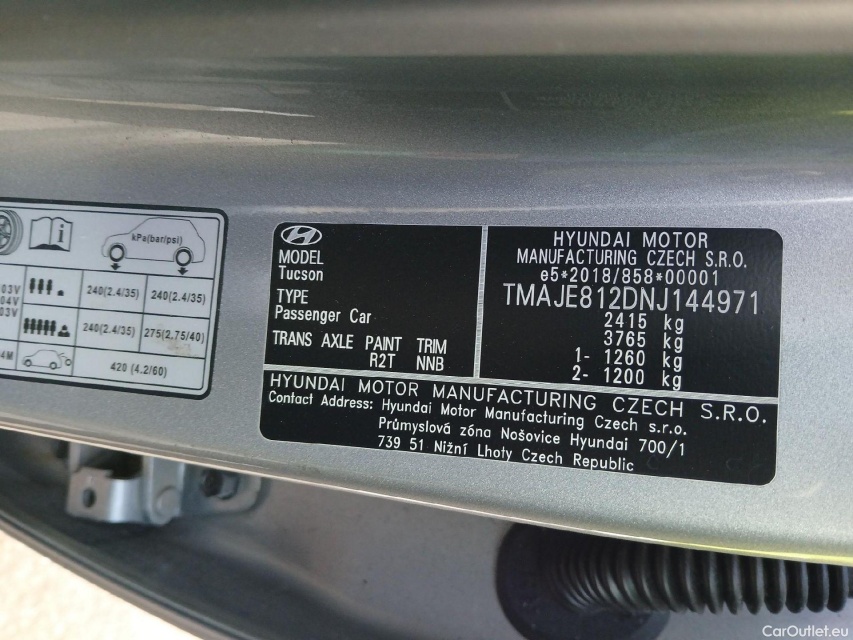 kPa(bar/psi)
03V
04V
03V
240(2.4/35) 240(2.4/35)
240(2.4/35) 275(2.75/40)
4M
420 (4.2/60)
MODEL
Tucson
TYPE
Passenger Car
TRANS AXLE PAINT TRIM
R2T NNB
HYUNDAI MOTOR
MANUFACTURING CZECH S.R.O.
e5*2018/858*00001
TMAJE812DNJ144971
2415 kg
3765 kg
1- 1260 kg
2- 1200 kg
HYUNDAI MOTOR MANUFACTURING CZECH S.R.O.
Contact Address: Hyundai Motor Manufacturing Czech s.r.o.
Průmyslová zóna Nošovice Hyundai 700/1
739 51 Nižní Lhoty Czech Republic
CarOutlet.eu